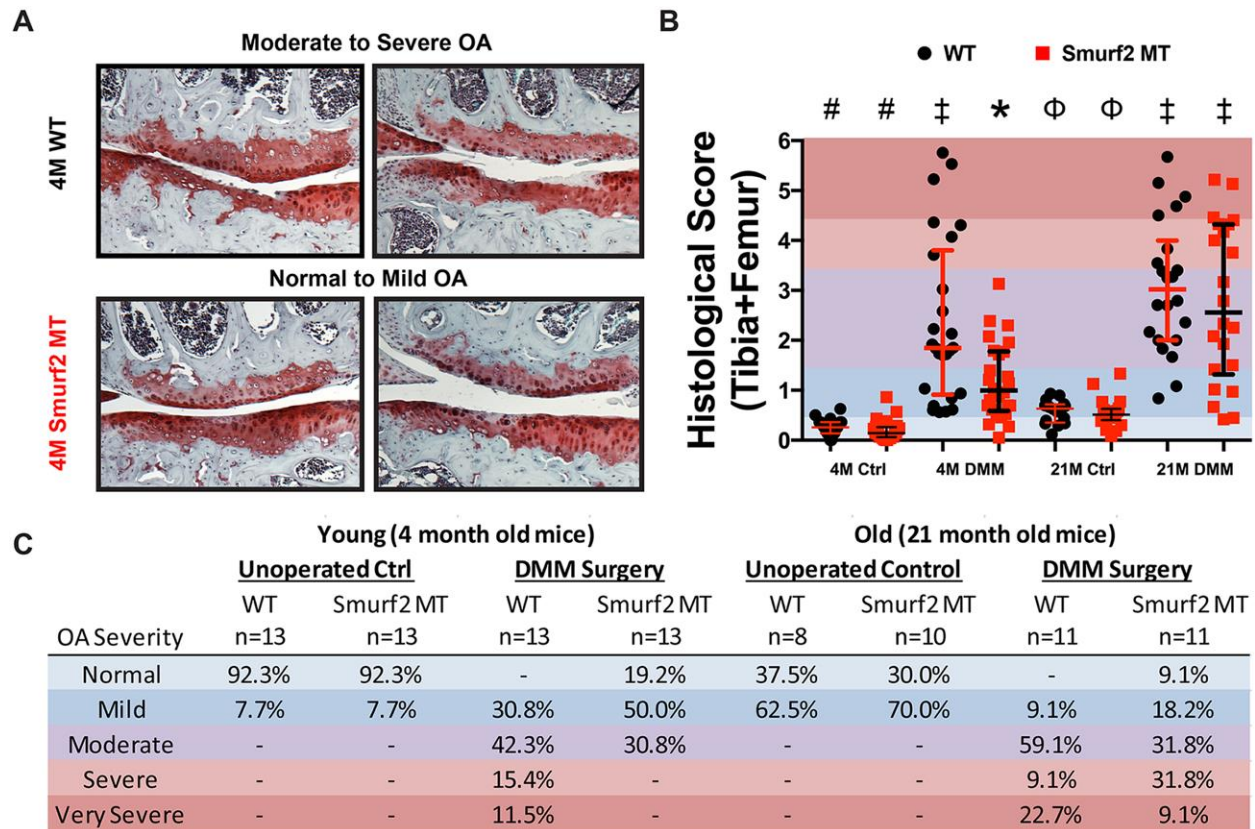 A
Moderate to Severe OA
4M WT
Normal to Mild OA
4M Smurf2 MT
B
WT Smurf2 MT
# # ‡ * Φ Φ ‡ ‡
Histological Score
(Tibia+Femur)
6
5
4
3
2
1
0
4M Ctrl 4M DMM 21M Ctrl 21M DMM
C
Young (4 month old mice) Old (21 month old mice)
Unoperated Ctrl DMM Surgery Unoperated Control DMM Surgery
WT Smurf2 MT WT Smurf2 MT WT Smurf2 MT WT Smurf2 MT
OA Severity n=13 n=13 n=13 n=13 n=8 n=10 n=11 n=11
Normal 92.3% 92.3% - 19.2% 37.5% 30.0% - 9.1%
Mild 7.7% 7.7% 30.8% 50.0% 62.5% 70.0% 9.1% 18.2%
Moderate - - 42.3% 30.8% - - 59.1% 31.8%
Severe - - 15.4% - - - 9.1% 31.8%
Very Severe - - 11.5% - - - 22.7% 9.1%